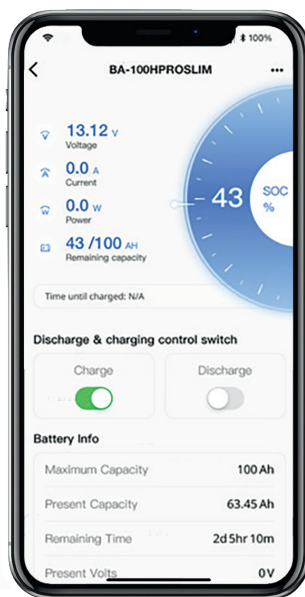 100%
BA-100HPROSLIM
13.12 V
Voltage
0.0 A
Current
0.0 W
Power
43 /100 AH
Remaining capacity
43
SOC
%
Time until charged: N/A
Discharge & charging control switch
Charge
Discharge
Battery Info
Maximum Capacity 100 Ah
Present Capacity 63.45 Ah
Remaining Time 2d 5hr 10m
Present Volts 0 V